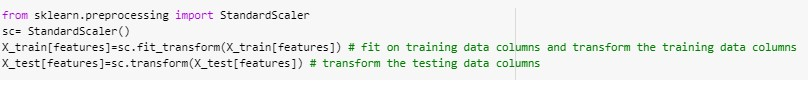 from sklearn.preprocessing import StandardScaler
sc= StandardScaler()
X_train[features]=sc.fit_transform(X_train[features]) # fit on training data columns and transform the training data columns
X_test[features]=sc.transform(X_test[features]) # transform the testing data columns